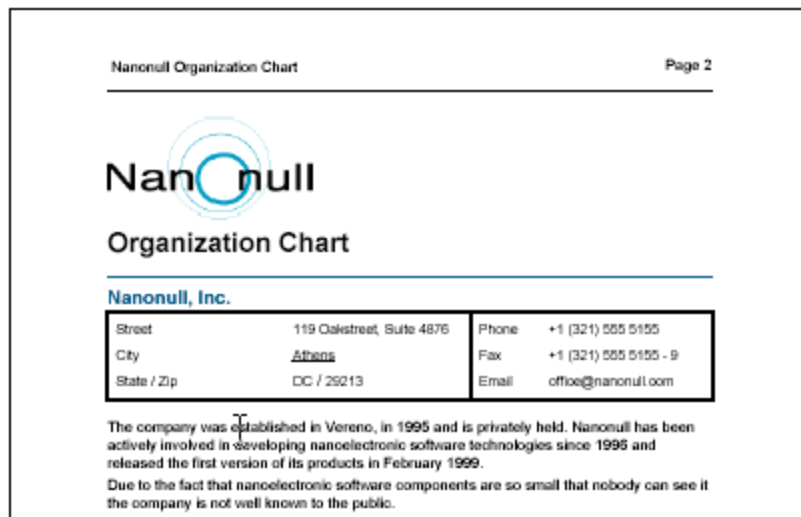 Nanonull Organization Chart Page 2
Nanonull
Organization Chart
Nanonull, Inc.
Street 119 Oakstreet, Suite 4876 Phone +1 (321) 555 5155
City Athens Fax +1 (321) 555 5155 - 9
State / Zip DC / 29213 Email office@nanonull.com
The company was established in Vereno, in 1995 and is privately held. Nanonull has been
actively involved in developing nanoelectronic software technologies since 1996 and
released the first version of its products in February 1999.
Due to the fact that nanoelectronic software components are so small that nobody can see it
the company is not well known to the public.